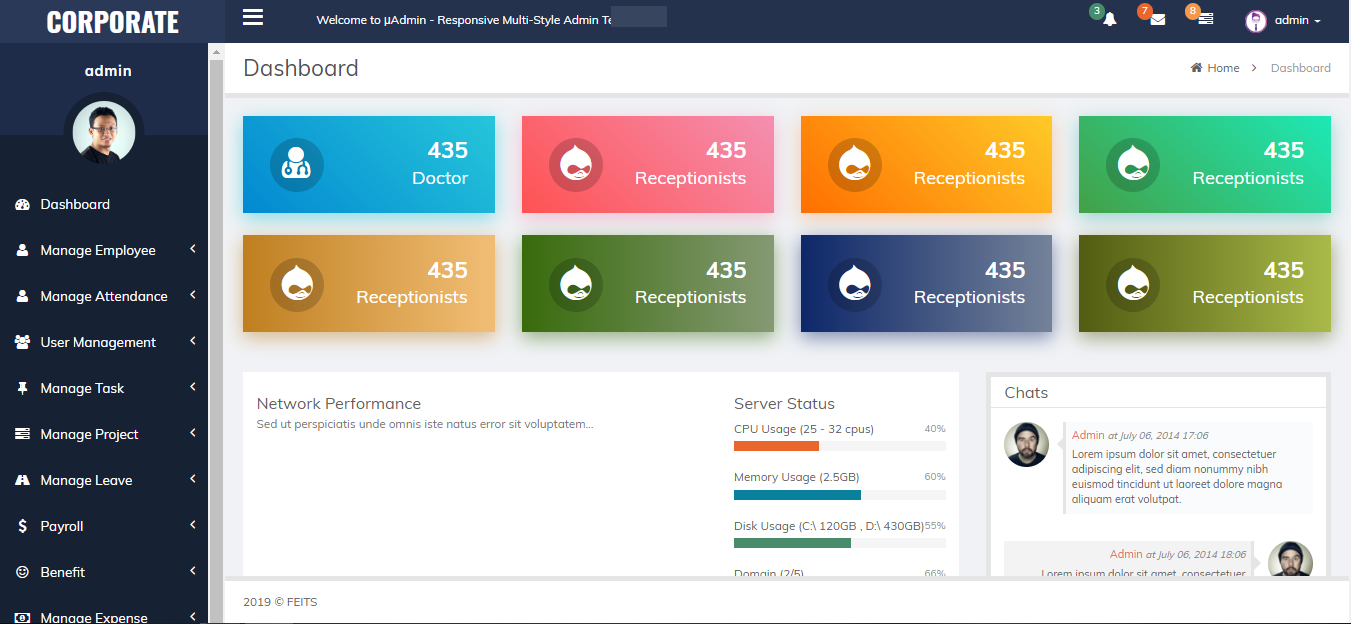 CORPORATE
Welcome to µAdmin - Responsive Multi-Style Admin Te
3
7
8
admin
admin
Dashboard
Home > Dashboard
Dashboard
Manage Employee
Manage Attendance
User Management
Manage Task
Manage Project
Manage Leave
Payroll
Benefit
Manage Expense
435
Doctor
435
Receptionists
435
Receptionists
435
Receptionists
435
Receptionists
435
Receptionists
435
Receptionists
435
Receptionists
Network Performance
Sed ut perspiciatis unde omnis iste natus error sit voluptatem...
Server Status
CPU Usage (25 - 32 cpus) 40%
Memory Usage (2.5GB) 60%
Disk Usage (C:\ 120GB , D:\ 430GB) 55%
Domain (2/5) 66%
Chats
Admin at July 06, 2014 17:06
Lorem ipsum dolor sit amet, consectetuer
adipiscing elit, sed diam nonummy nibh
euismod tincidunt ut laoreet dolore magna
aliquam erat volutpat.
Admin at July 06, 2014 18:06
Lorem ipsum dolor sit amet, consectetuer
2019 © FEITS